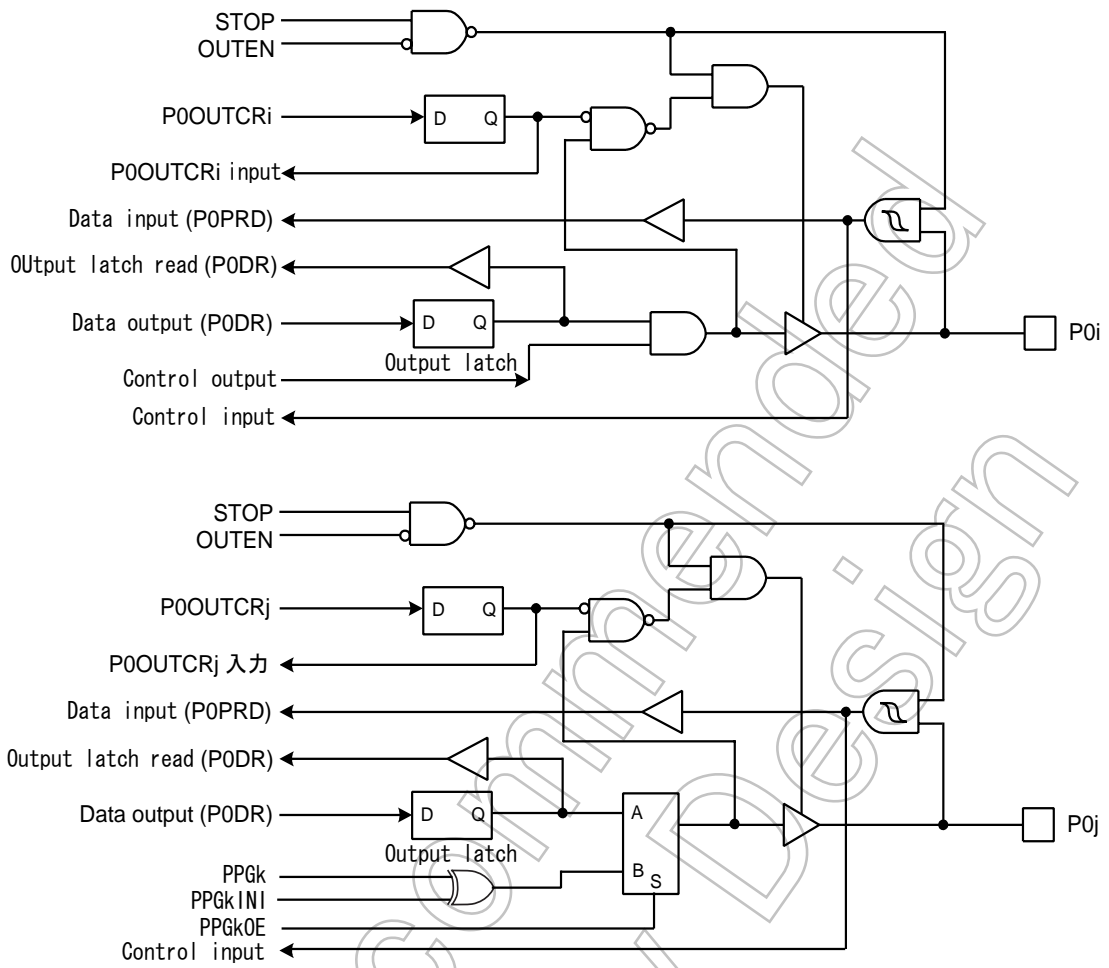 STOP
OUTEN
P0OUTCRi
D Q
P0OUTCRi input
Data input (P0PRD)
OUtput latch read (P0DR)
Data output (P0DR)
D Q
Output latch
Control output
Control input
P0i
STOP
OUTEN
P0OUTCRj
D Q
P0OUTCRj 入力
Data input (P0PRD)
Output latch read (P0DR)
Data output (P0DR)
D Q
Output latch
A
B
S
PPGk
PPGkINI
PPGkOE
Control input
P0j
commended
Design